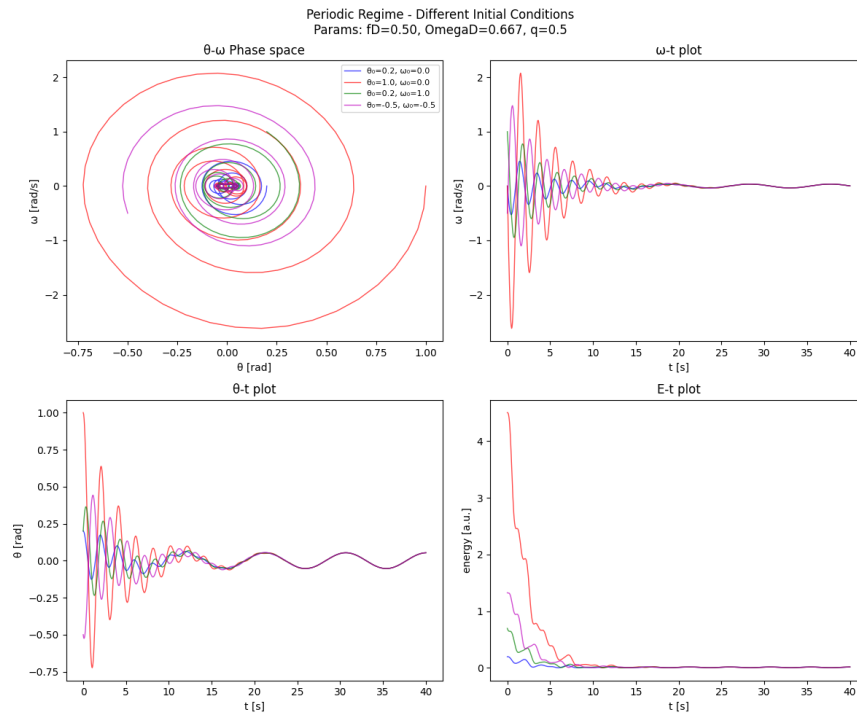 Periodic Regime - Different Initial Conditions
Params: fD=0.50, OmegaD=0.667, q=0.5
θ-ω Phase space
θ₀=0.2, ω₀=0.0
θ₀=1.0, ω₀=0.0
θ₀=0.2, ω₀=1.0
θ₀=-0.5, ω₀=-0.5
2
1
0
−1
−2
ω [rad/s]
−0.75 −0.50 −0.25 0.00 0.25 0.50 0.75 1.00
θ [rad]
ω-t plot
2
1
0
−1
−2
ω [rad/s]
0 5 10 15 20 25 30 35 40
t [s]
θ-t plot
1.00
0.75
0.50
0.25
0.00
−0.25
−0.50
−0.75
θ [rad]
0 5 10 15 20 25 30 35 40
t [s]
E-t plot
4
3
2
1
0
energy [a.u.]
0 5 10 15 20 25 30 35 40
t [s]